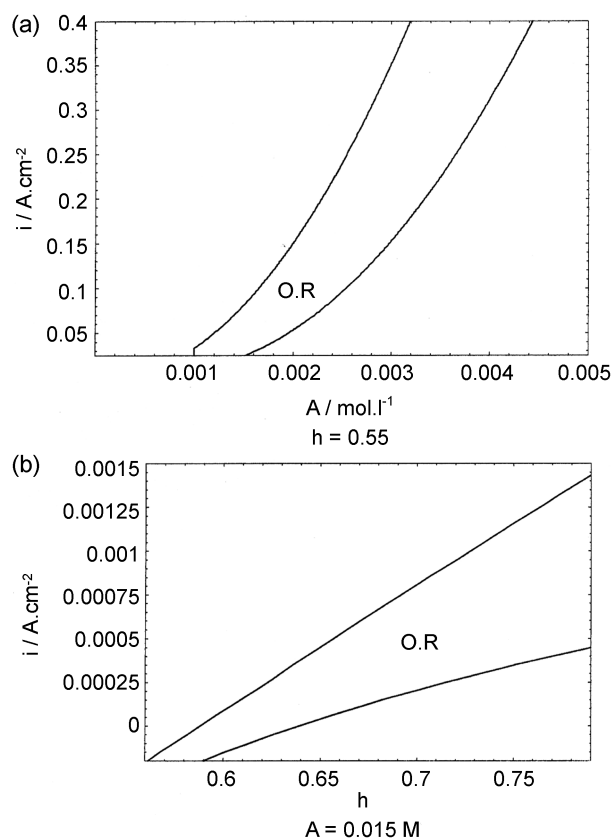 (a)
0.4
0.35
0.3
0.25
0.2
0.15
0.1
0.05
i / A.cm⁻²
O.R
0.001 0.002 0.003 0.004 0.005
A / mol.l⁻¹
h = 0.55
(b)
0.0015
0.00125
0.001
0.00075
0.0005
0.00025
0
i / A.cm⁻²
O.R
0.6 0.65 0.7 0.75
h
A = 0.015 M